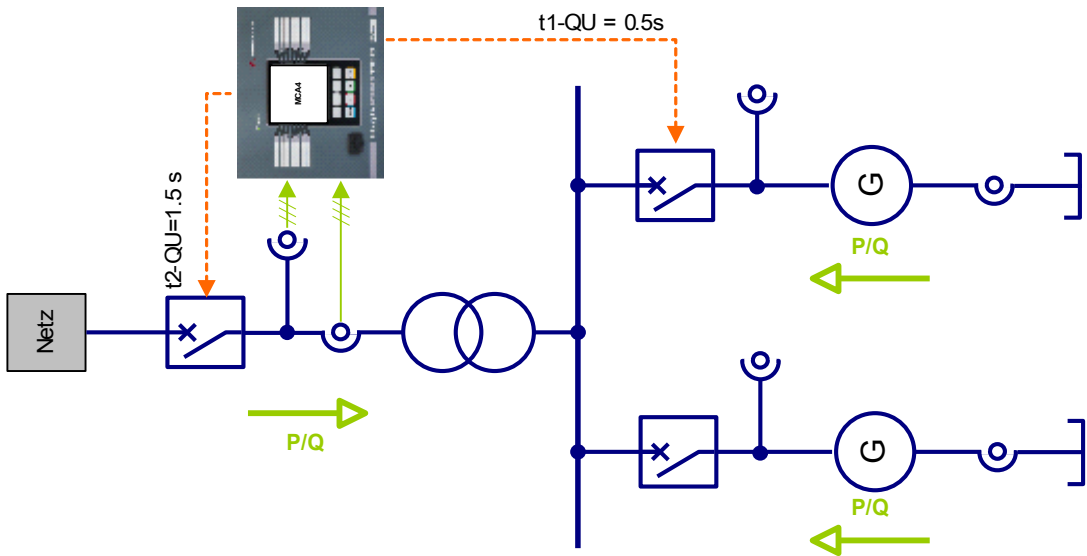 t1-QU = 0.5s
MCA4
t2-QU=1.5 s
G
P/Q
Netz
P/Q
G
P/Q